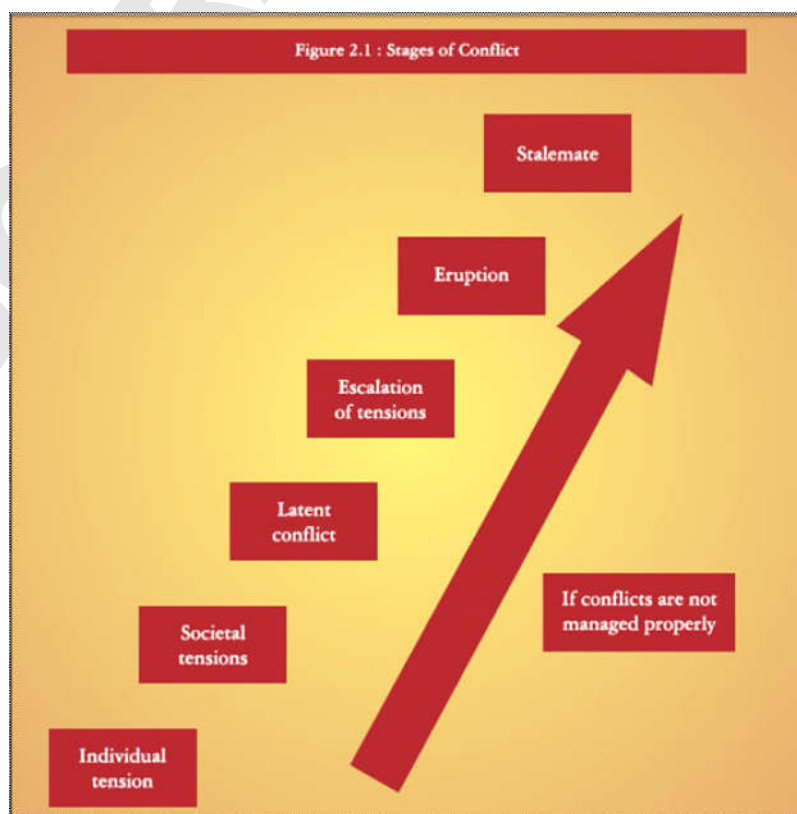 Figure 2.1 : Stages of Conflict
Stalemate
Eruption
Escalation
of tensions
Latent
conflict
If conflicts are not
managed properly
Societal
tensions
Individual
tension